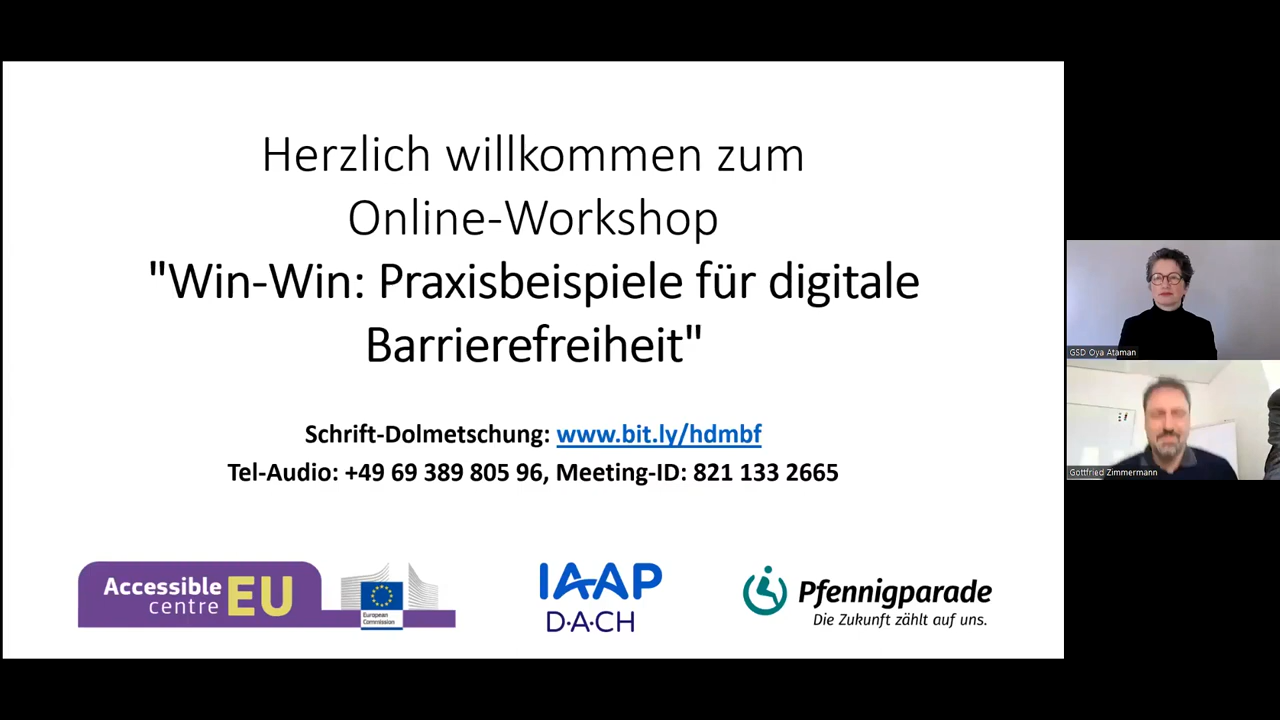 Herzlich willkommen zum
Online-Workshop
"Win-Win: Praxisbeispiele für digitale
Barrierefreiheit"
Schrift-Dolmetschung: www.bit.ly/hdmbf
Tel-Audio: +49 69 389 805 96, Meeting-ID: 821 133 2665
Accessible
centre
EU
European
Commission
IAAP
D·A·CH
Pfennigparade
Die Zukunft zählt auf uns.
GSD Oya Ataman
Gottfried Zimmermann